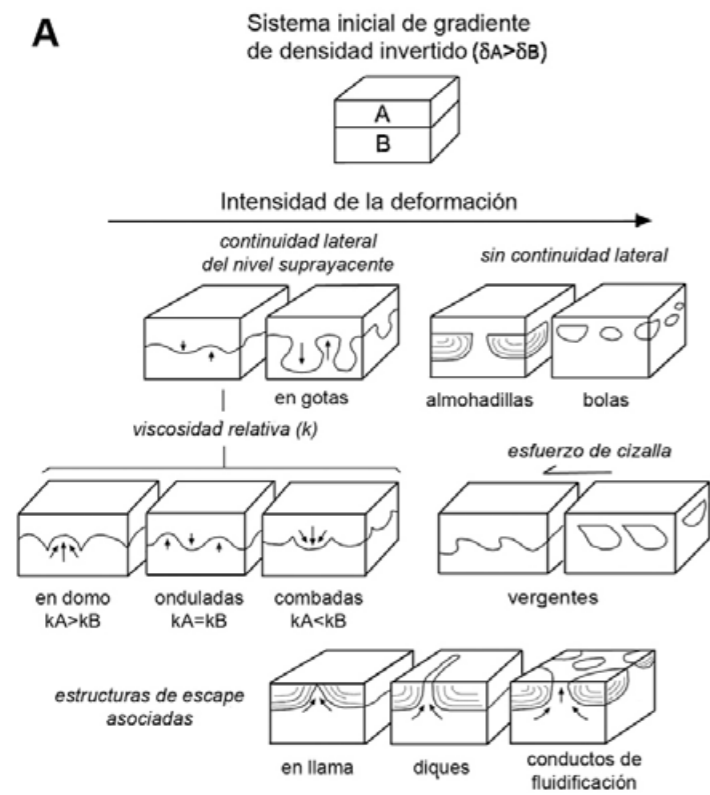 A
Sistema inicial de gradiente
de densidad invertido (δA>δB)
A
B
Intensidad de la deformación
continuidad lateral
del nivel suprayacente
sin continuidad lateral
en gotas
almohadillas
bolas
viscosidad relativa (k)
esfuerzo de cizalla
en domo
kA>kB
onduladas
kA=kB
combadas
kA<kB
vergentes
estructuras de escape
asociadas
en llama
diques
conductos de
fluidificación